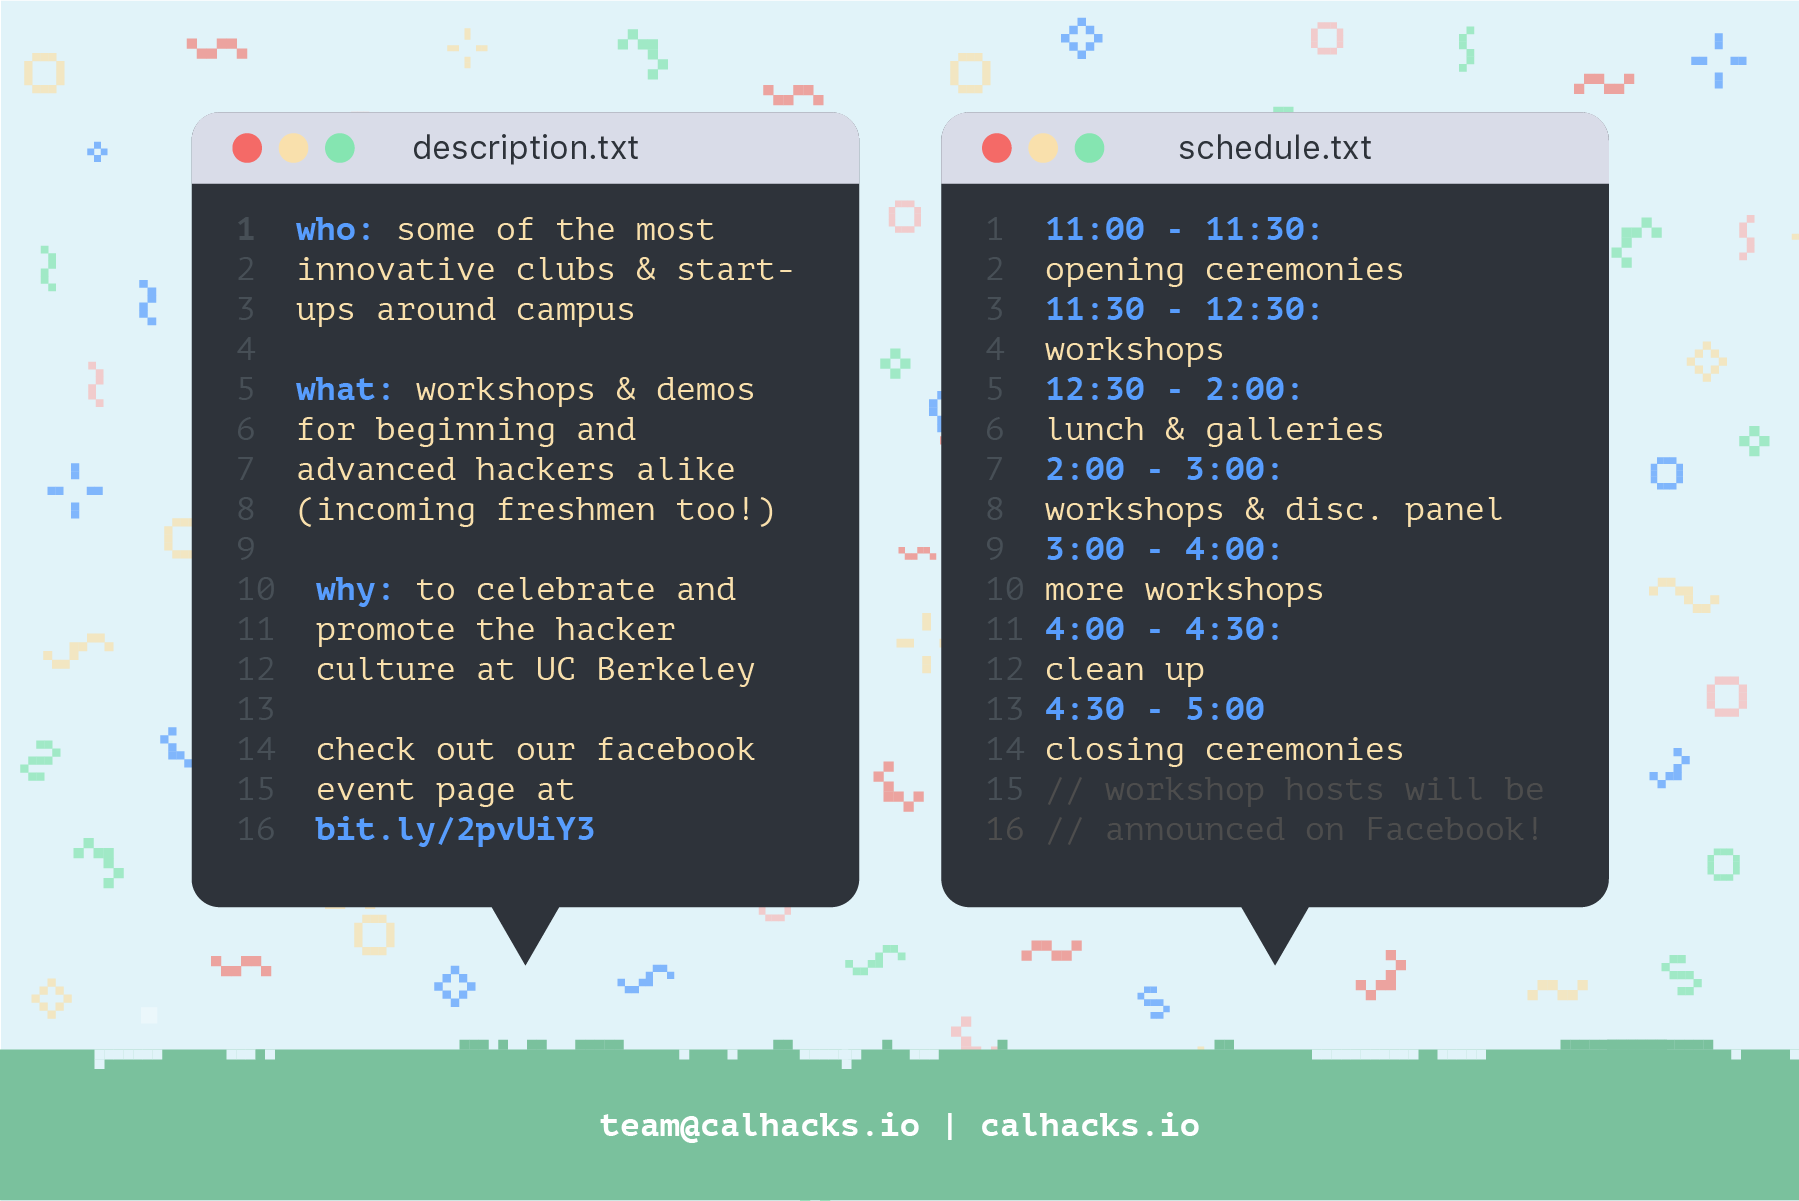 description.txt
1 who: some of the most
2 innovative clubs & start-
3 ups around campus
4
5 what: workshops & demos
6 for beginning and
7 advanced hackers alike
8 (incoming freshmen too!)
9
10 why: to celebrate and
11 promote the hacker
12 culture at UC Berkeley
13
14 check out our facebook
15 event page at
16 bit.ly/2pvUiY3
schedule.txt
1 11:00 - 11:30:
2 opening ceremonies
3 11:30 - 12:30:
4 workshops
5 12:30 - 2:00:
6 lunch & galleries
7 2:00 - 3:00:
8 workshops & disc. panel
9 3:00 - 4:00:
10 more workshops
11 4:00 - 4:30:
12 clean up
13 4:30 - 5:00
14 closing ceremonies
15 // workshop hosts will be
16 // announced on Facebook!
team@calhacks.io | calhacks.io